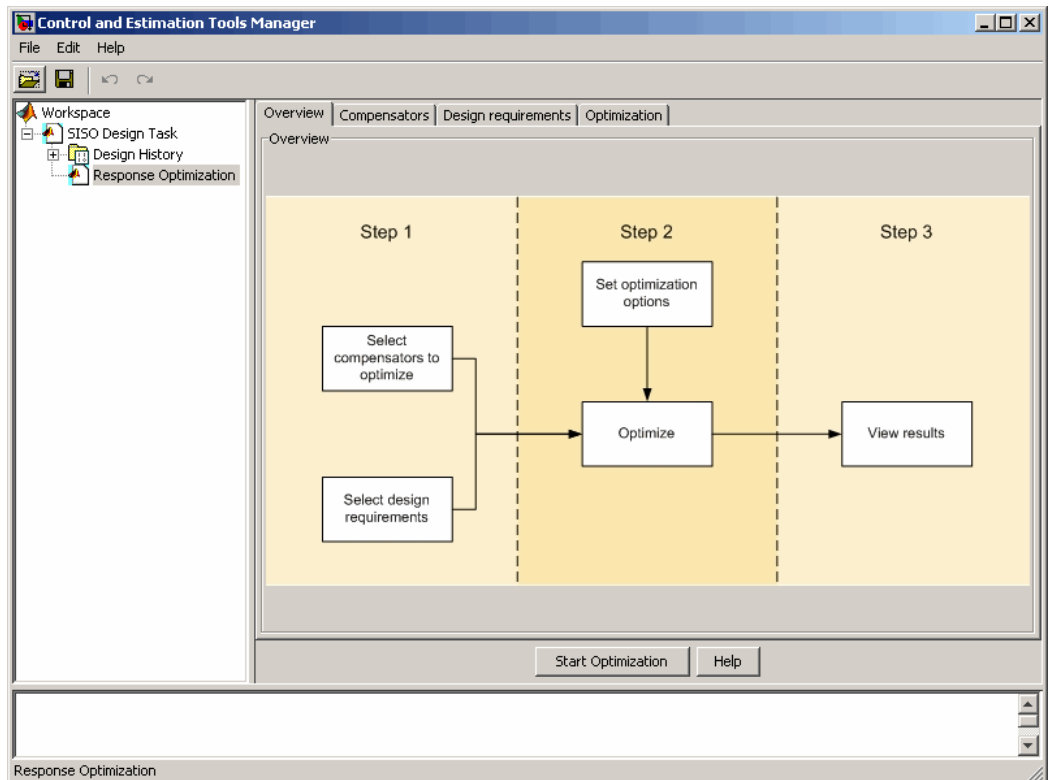 Control and Estimation Tools Manager
File Edit Help
Workspace
SISO Design Task
Design History
Response Optimization
Overview Compensators Design requirements Optimization
Overview
Step 1
Step 2
Step 3
Set optimization
options
Select
compensators to
optimize
Optimize
View results
Select design
requirements
Start Optimization Help
Response Optimization